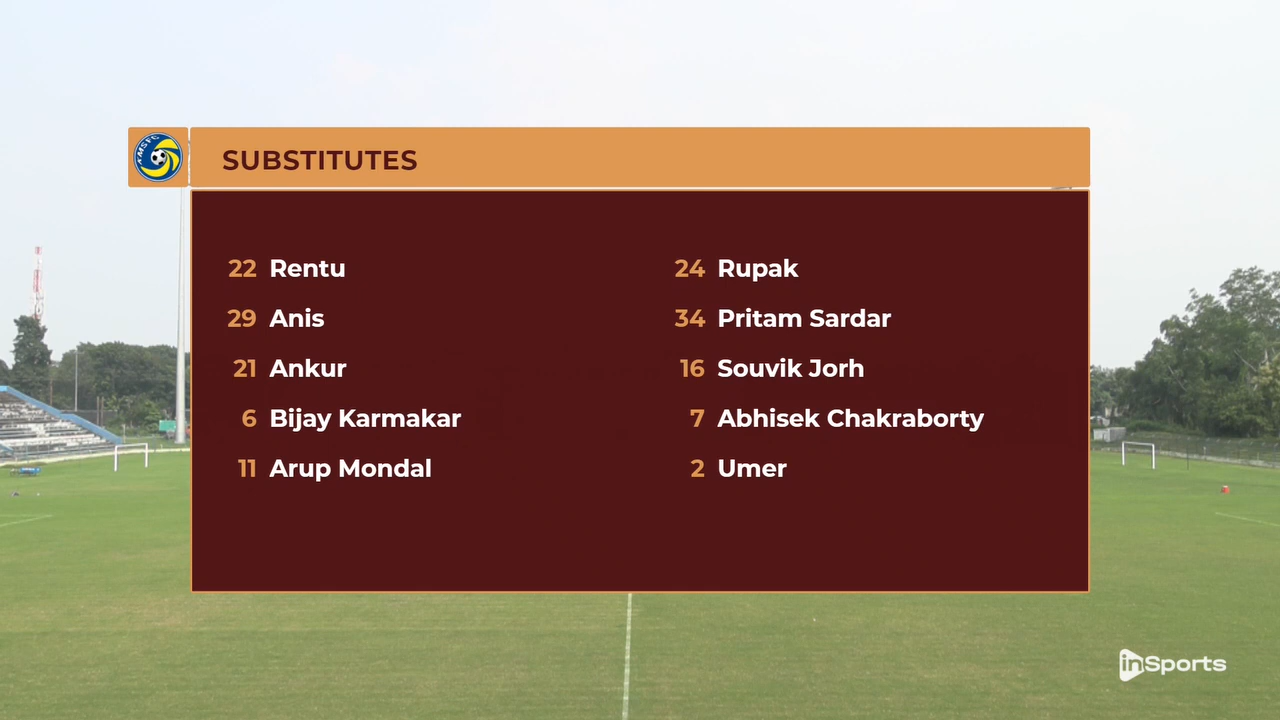 KMSFC
SUBSTITUTES
22 Rentu
29 Anis
21 Ankur
6 Bijay Karmakar
11 Arup Mondal
24 Rupak
34 Pritam Sardar
16 Souvik Jorh
7 Abhisek Chakraborty
2 Umer
inSports